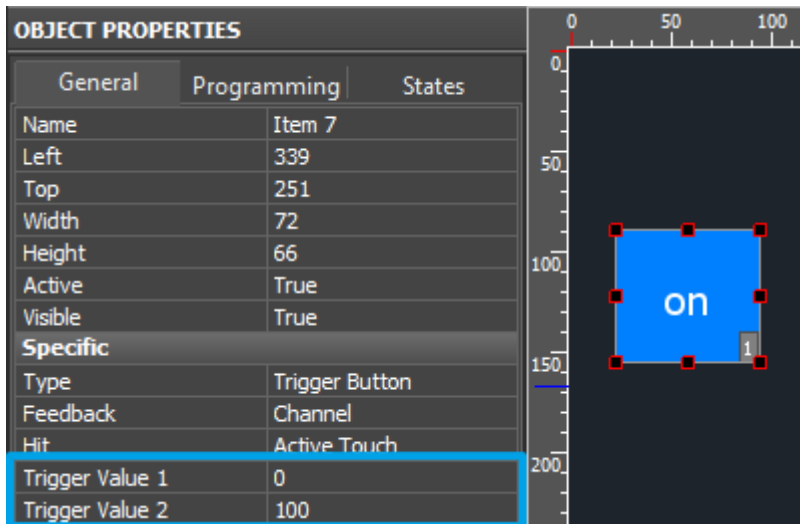 OBJECT PROPERTIES
General Programming States
Name Item 7
Left 339
Top 251
Width 72
Height 66
Active True
Visible True
Specific
Type Trigger Button
Feedback Channel
Hit Active Touch
Trigger Value 1 0
Trigger Value 2 100
0 50 100
0
50
100
150
200
on
1